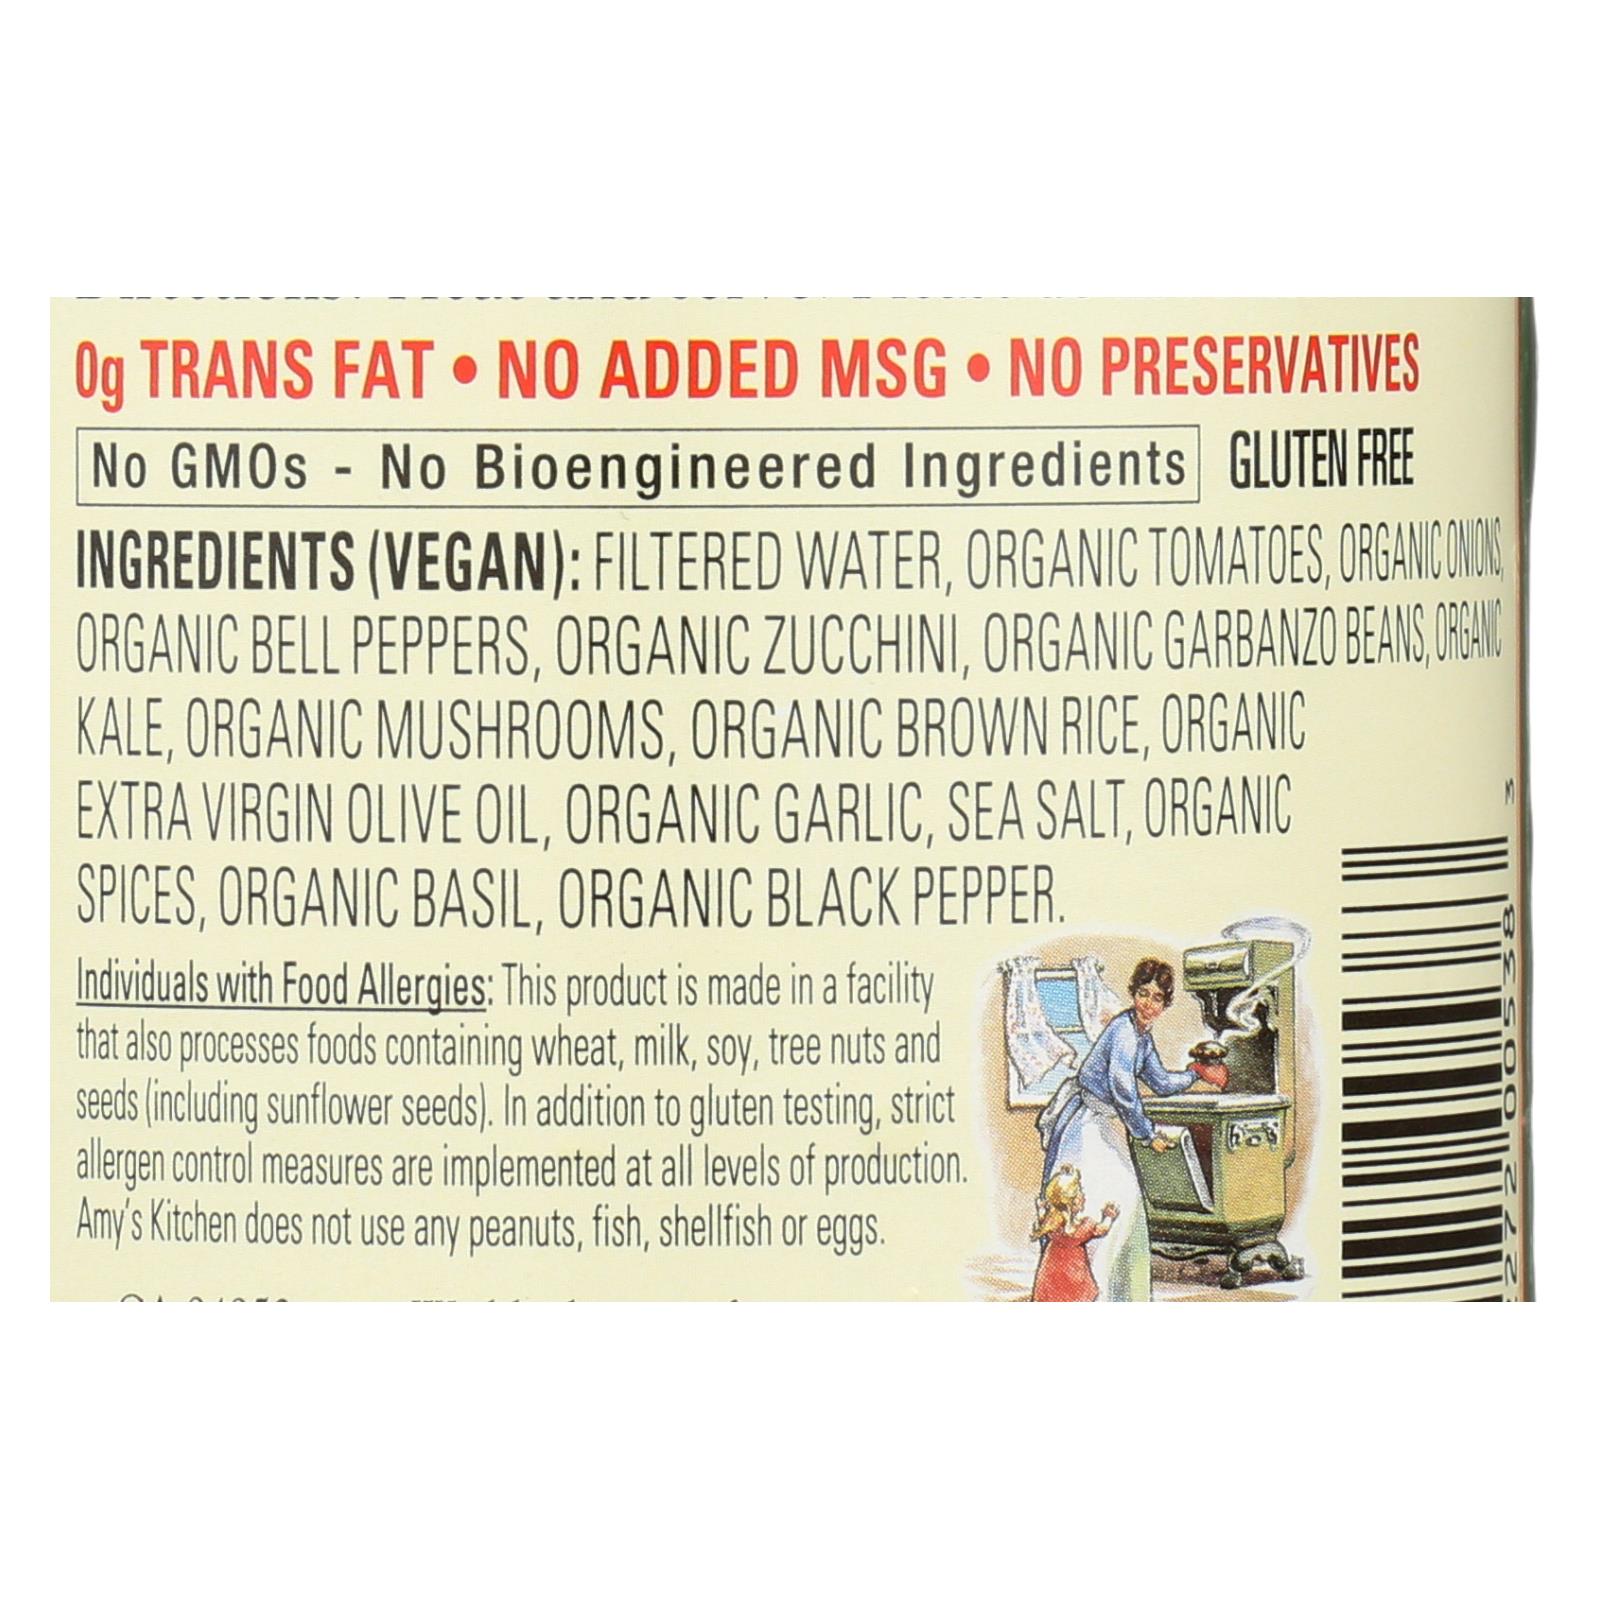 0g TRANS FAT • NO ADDED MSG • NO PRESERVATIVES
No GMOs - No Bioengineered Ingredients GLUTEN FREE
INGREDIENTS (VEGAN): FILTERED WATER, ORGANIC TOMATOES, ORGANIC ONIONS,
ORGANIC BELL PEPPERS, ORGANIC ZUCCHINI, ORGANIC GARBANZO BEANS, ORGANIC
KALE, ORGANIC MUSHROOMS, ORGANIC BROWN RICE, ORGANIC
EXTRA VIRGIN OLIVE OIL, ORGANIC GARLIC, SEA SALT, ORGANIC
SPICES, ORGANIC BASIL, ORGANIC BLACK PEPPER.
Individuals with Food Allergies: This product is made in a facility
that also processes foods containing wheat, milk, soy, tree nuts and
seeds (including sunflower seeds). In addition to gluten testing, strict
allergen control measures are implemented at all levels of production.
Amy's Kitchen does not use any peanuts, fish, shellfish or eggs.
272 00538 3